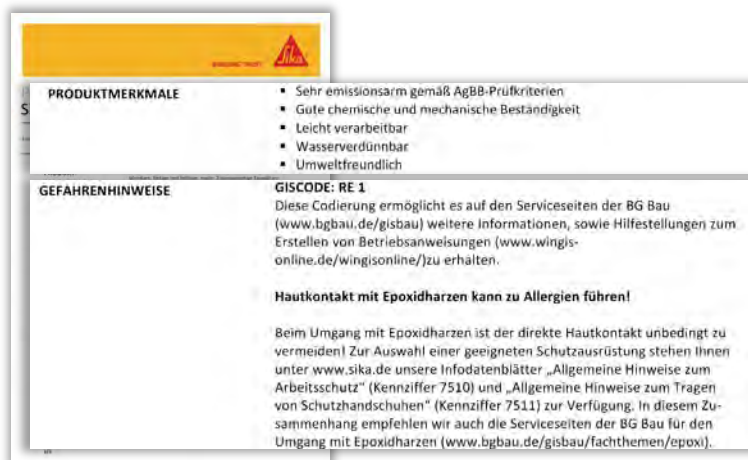 Sika
PRODUKTMERKMALE
▪ Sehr emissionsarm gemäß AgBB-Prüfkriterien
▪ Gute chemische und mechanische Beständigkeit
▪ Leicht verarbeitbar
▪ Wasserverdünnbar
▪ Umweltfreundlich
GEFAHRENHINWEISE
GISCODE: RE 1
Diese Codierung ermöglicht es auf den Serviceseiten der BG Bau
(www.bgbau.de/gisbau) weitere Informationen, sowie Hilfestellungen zum
Erstellen von Betriebsanweisungen (www.wingis-
online.de/wingisonline/)zu erhalten.
Hautkontakt mit Epoxidharzen kann zu Allergien führen!
Beim Umgang mit Epoxidharzen ist der direkte Hautkontakt unbedingt zu
vermeiden! Zur Auswahl einer geeigneten Schutzausrüstung stehen Ihnen
unter www.sika.de unsere Infodatenblätter „Allgemeine Hinweise zum
Arbeitsschutz“ (Kennziffer 7510) und „Allgemeine Hinweise zum Tragen
von Schutzhandschuhen“ (Kennziffer 7511) zur Verfügung. In diesem Zu-
sammenhang empfehlen wir auch die Serviceseiten der BG Bau für den
Umgang mit Epoxidharzen (www.bgbau.de/gisbau/fachthemen/epoxi).